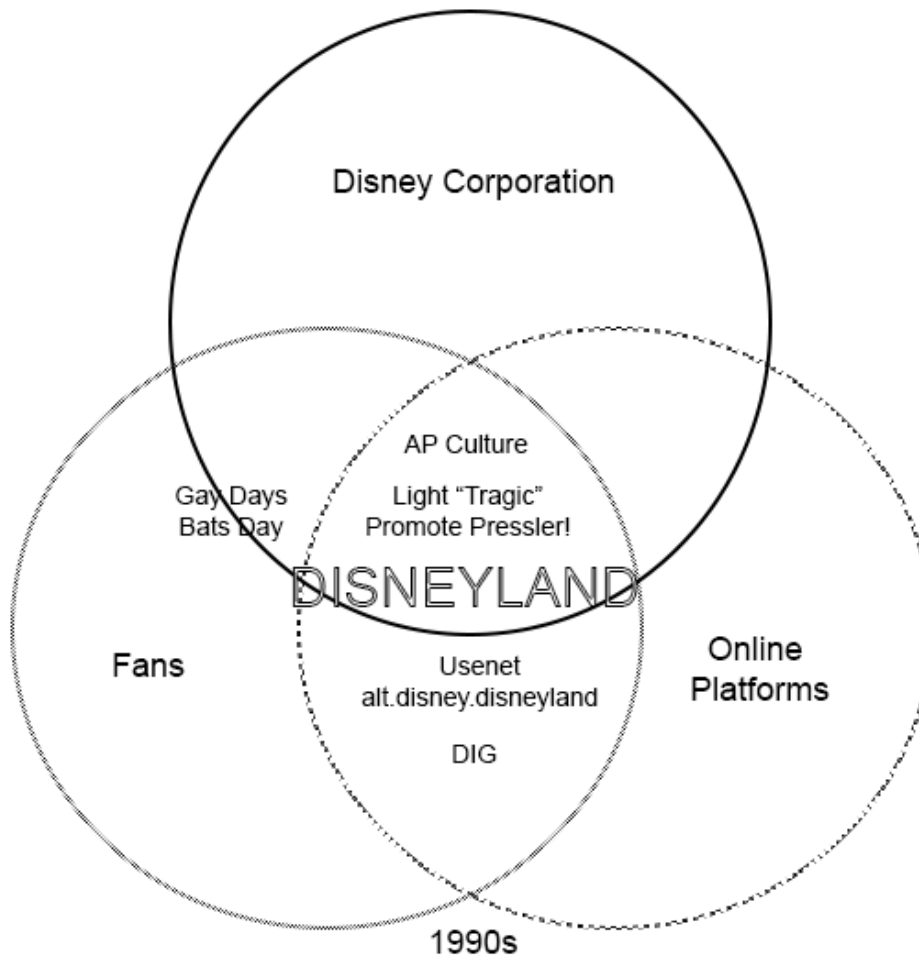 Disney Corporation
AP Culture
Gay Days
Bats Day
Light “Tragic”
Promote Pressler!
DISNEYLAND
Fans
Usenet
alt.disney.disneyland
DIG
Online
Platforms
1990s